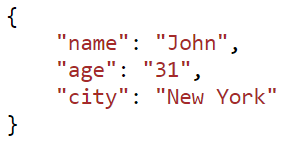 {
    "name": "John",
    "age": "31",
    "city": "New York"
}